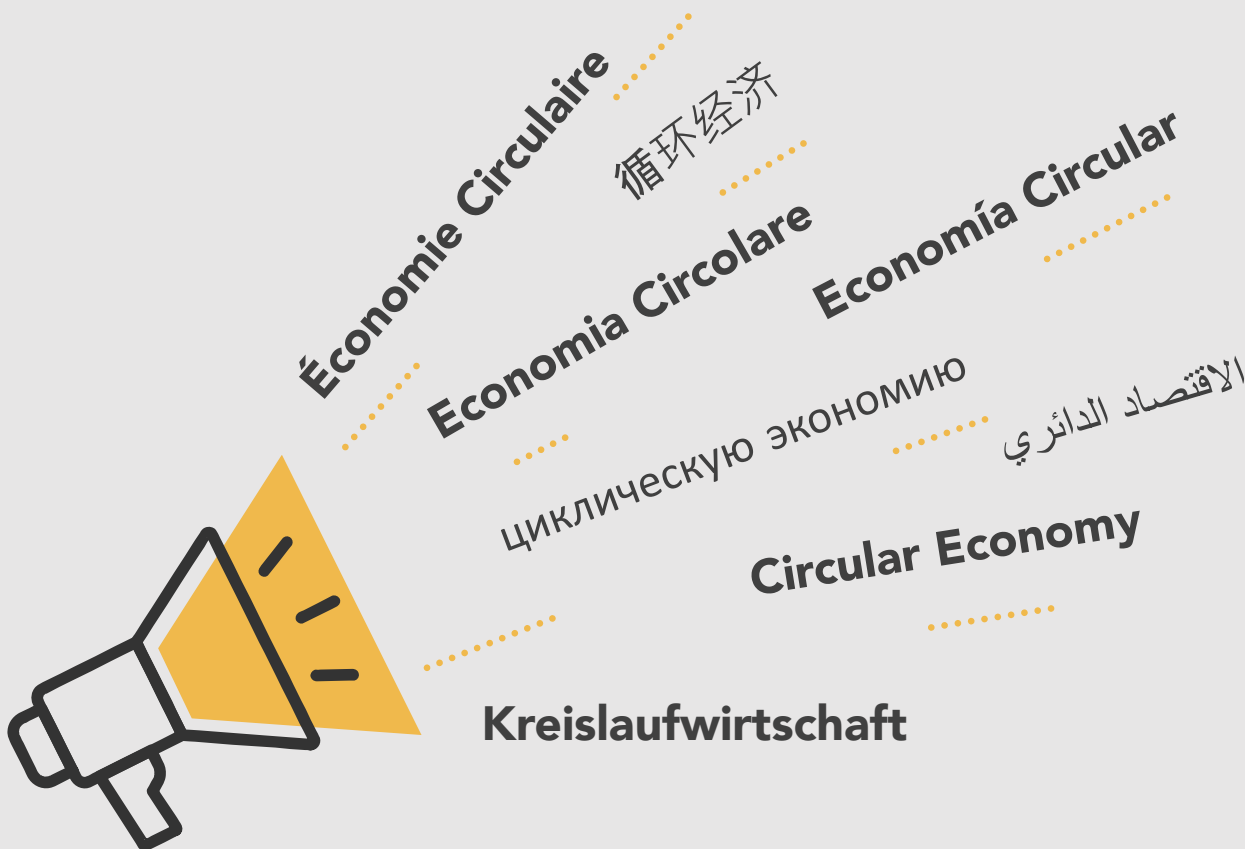 Économie Circulaire
循环经济
Economia Circolare
Economía Circular
циклическую экономию
الاقتصاد الدائري
Circular Economy
Kreislaufwirtschaft